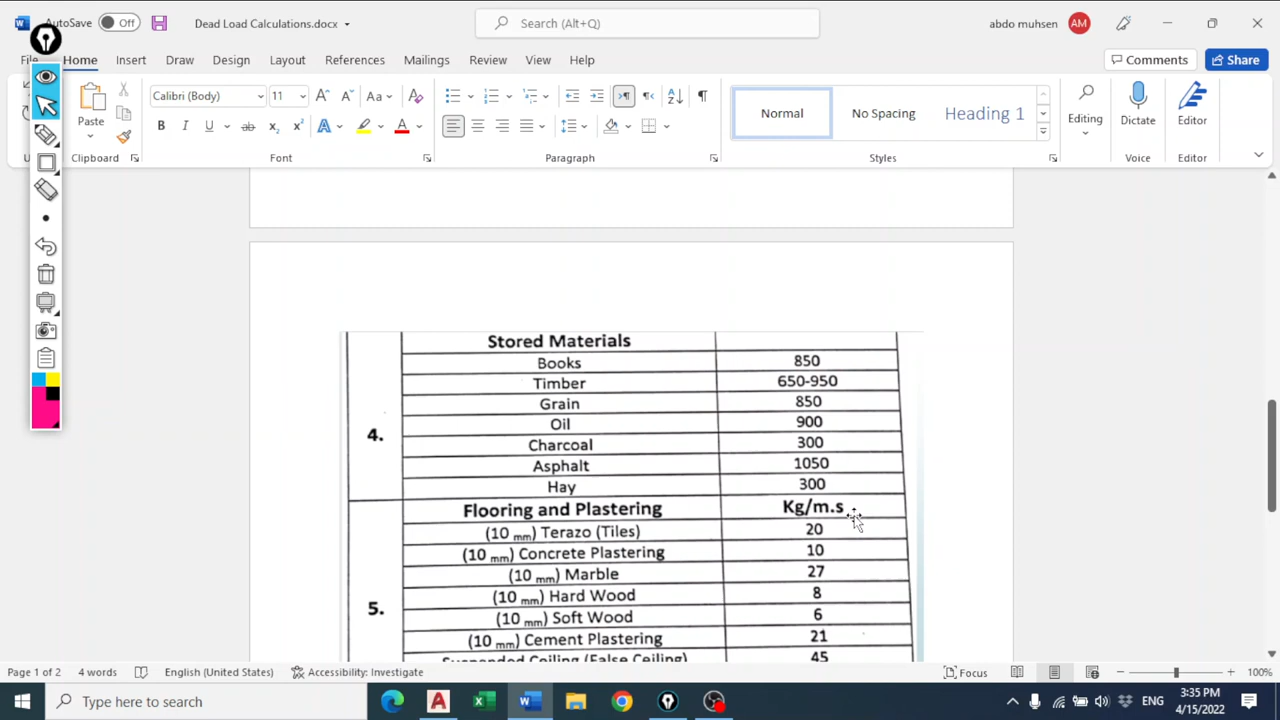 AutoSave Off Dead Load Calculations.docx Search (Alt+Q) abdo muhsen AM
File Home Insert Draw Design Layout References Mailings Review View Help Comments Share
Paste Calibri (Body) 11 Normal No Spacing Heading 1 Editing Dictate Editor
Clipboard Font Paragraph Styles Voice Editor
Stored Materials
Books 850
Timber 650-950
Grain 850
Oil 900
4. Charcoal 300
Asphalt 1050
Hay 300
Flooring and Plastering Kg/m.s
(10 mm) Terazo (Tiles) 20
(10 mm) Concrete Plastering 10
(10 mm) Marble 27
5. (10 mm) Hard Wood 8
(10 mm) Soft Wood 6
(10 mm) Cement Plastering 21
Suspended Ceiling (False Ceiling) 45
Page 1 of 2 4 words English (United States) Accessibility: Investigate Focus 100%
Type here to search ENG 3:35 PM
4/15/2022